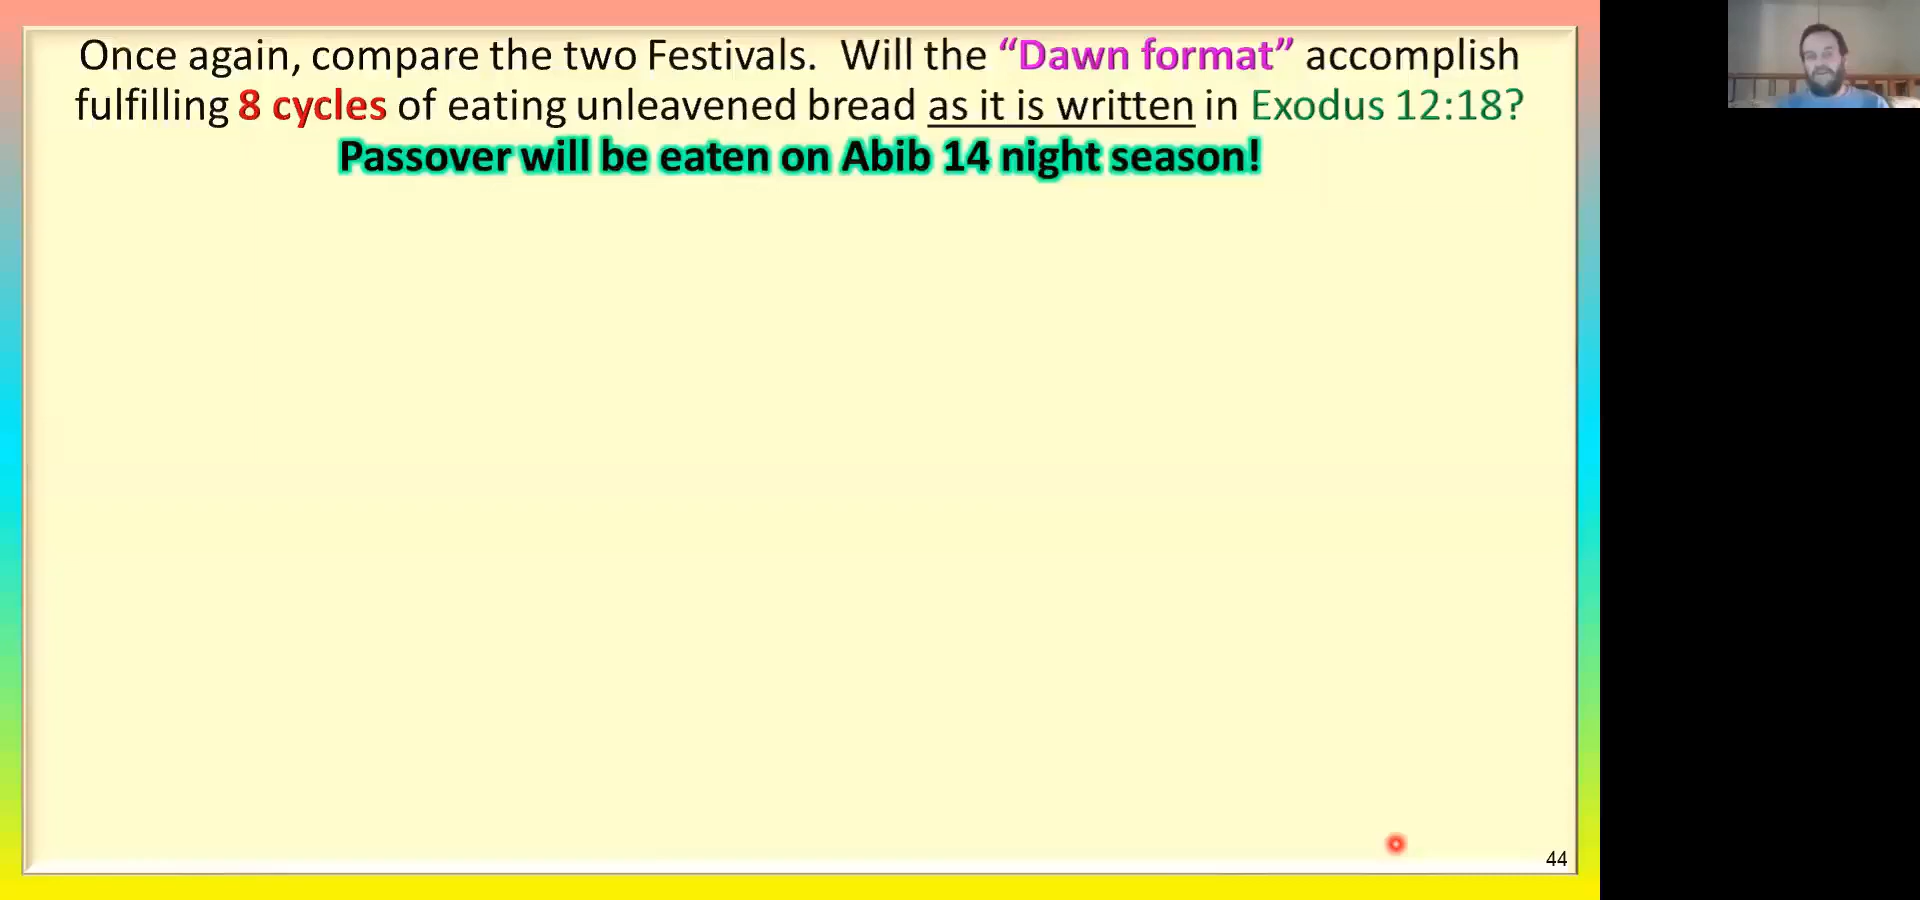 Once again, compare the two Festivals.  Will the “Dawn format” accomplish
fulfilling 8 cycles of eating unleavened bread as it is written in Exodus 12:18?
Passover will be eaten on Abib 14 night season!
44